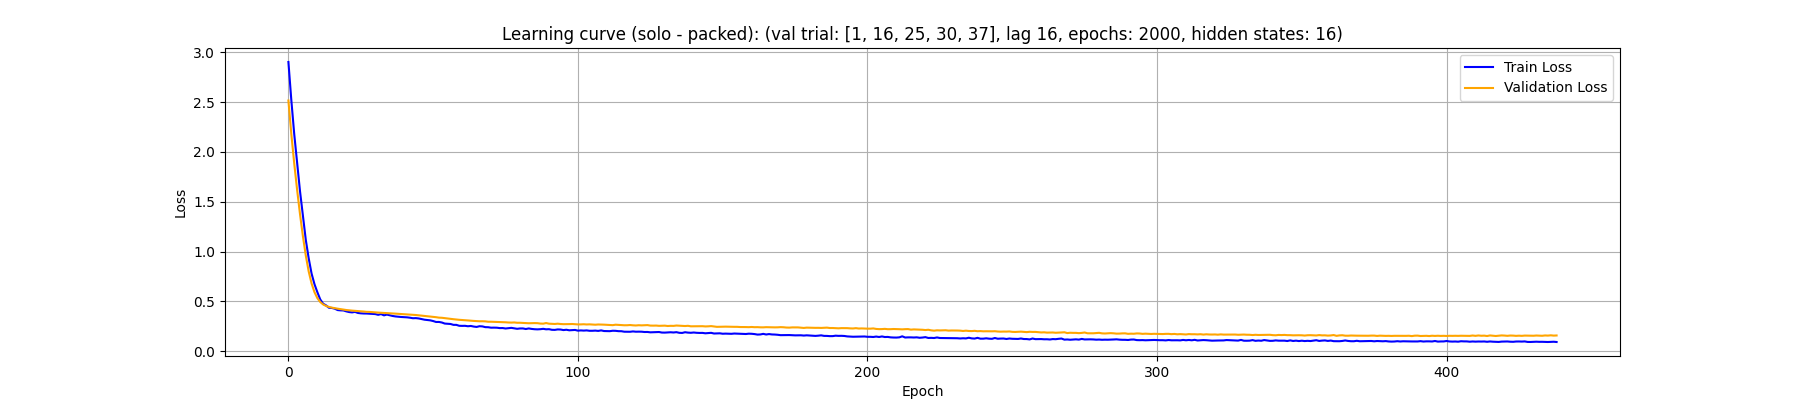 Learning curve (solo - packed): (val trial: [1, 16, 25, 30, 37], lag 16, epochs: 2000, hidden states: 16)
Train Loss
Validation Loss
Loss
3.0
2.5
2.0
1.5
1.0
0.5
0.0
0
100
200
300
400
Epoch